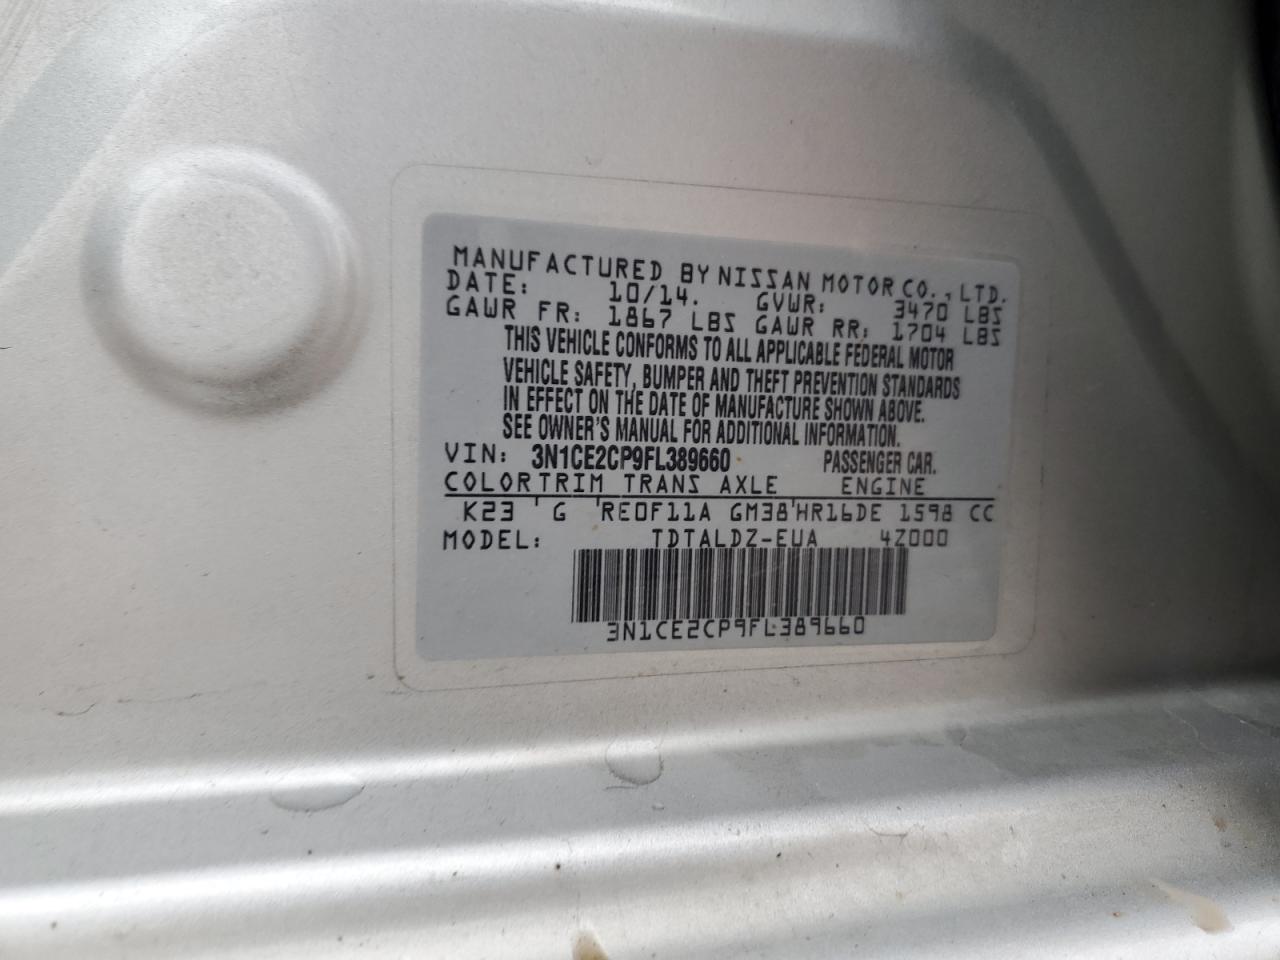 MANUFACTURED BY NISSAN MOTOR CO., LTD.
DATE: 10/14. GVWR: 3470 LBS
GAWR FR: 1867 LBS GAWR RR: 1704 LBS
THIS VEHICLE CONFORMS TO ALL APPLICABLE FEDERAL MOTOR
VEHICLE SAFETY, BUMPER AND THEFT PREVENTION STANDARDS
IN EFFECT ON THE DATE OF MANUFACTURE SHOWN ABOVE.
SEE OWNER'S MANUAL FOR ADDITIONAL INFORMATION.
VIN: 3N1CE2CP9FL389660 PASSENGER CAR.
COLOR TRIM TRANS AXLE ENGINE
K23 G RE0F11A GM38 HR16DE 1598 CC
MODEL: TDTALDZ-EUA 4Z000
3N1CE2CP9FL389660